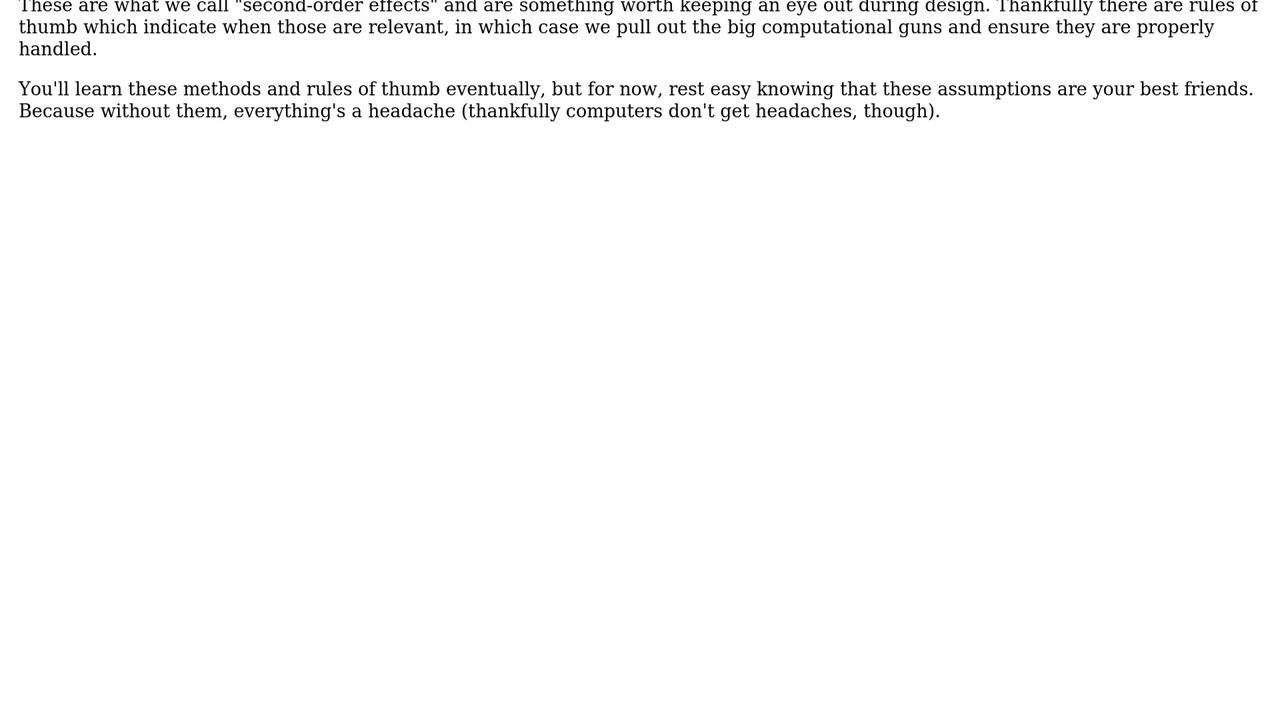 These are what we call "second-order effects" and are something worth keeping an eye out during design. Thankfully there are rules of
thumb which indicate when those are relevant, in which case we pull out the big computational guns and ensure they are properly
handled.
You'll learn these methods and rules of thumb eventually, but for now, rest easy knowing that these assumptions are your best friends.
Because without them, everything's a headache (thankfully computers don't get headaches, though).